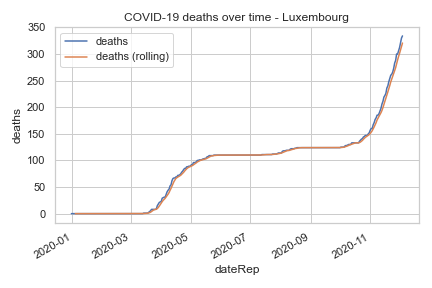 COVID-19 deaths over time - Luxembourg
deaths
deaths (rolling)
350
300
250
200
150
100
50
0
deaths
2020-01
2020-03
2020-05
2020-07
2020-09
2020-11
dateRep